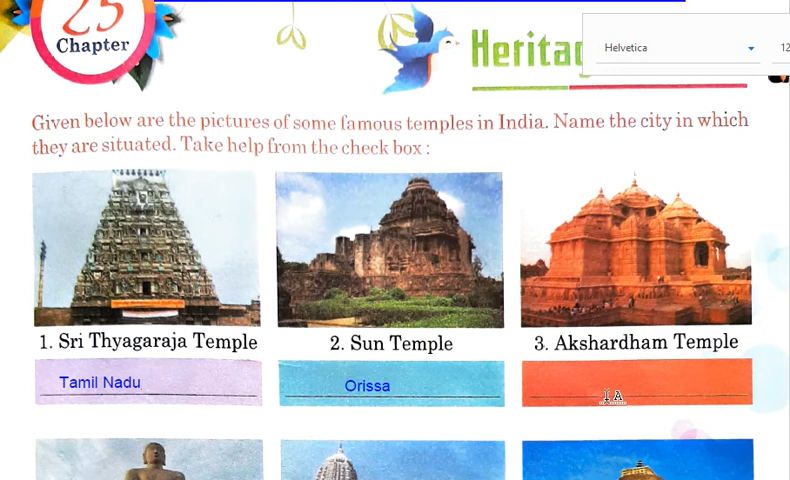 25
Chapter
Heritag
Helvetica
12
Given below are the pictures of some famous temples in India. Name the city in which
they are situated. Take help from the check box :
1. Sri Thyagaraja Temple
2. Sun Temple
3. Akshardham Temple
Tamil Nadu
Orissa